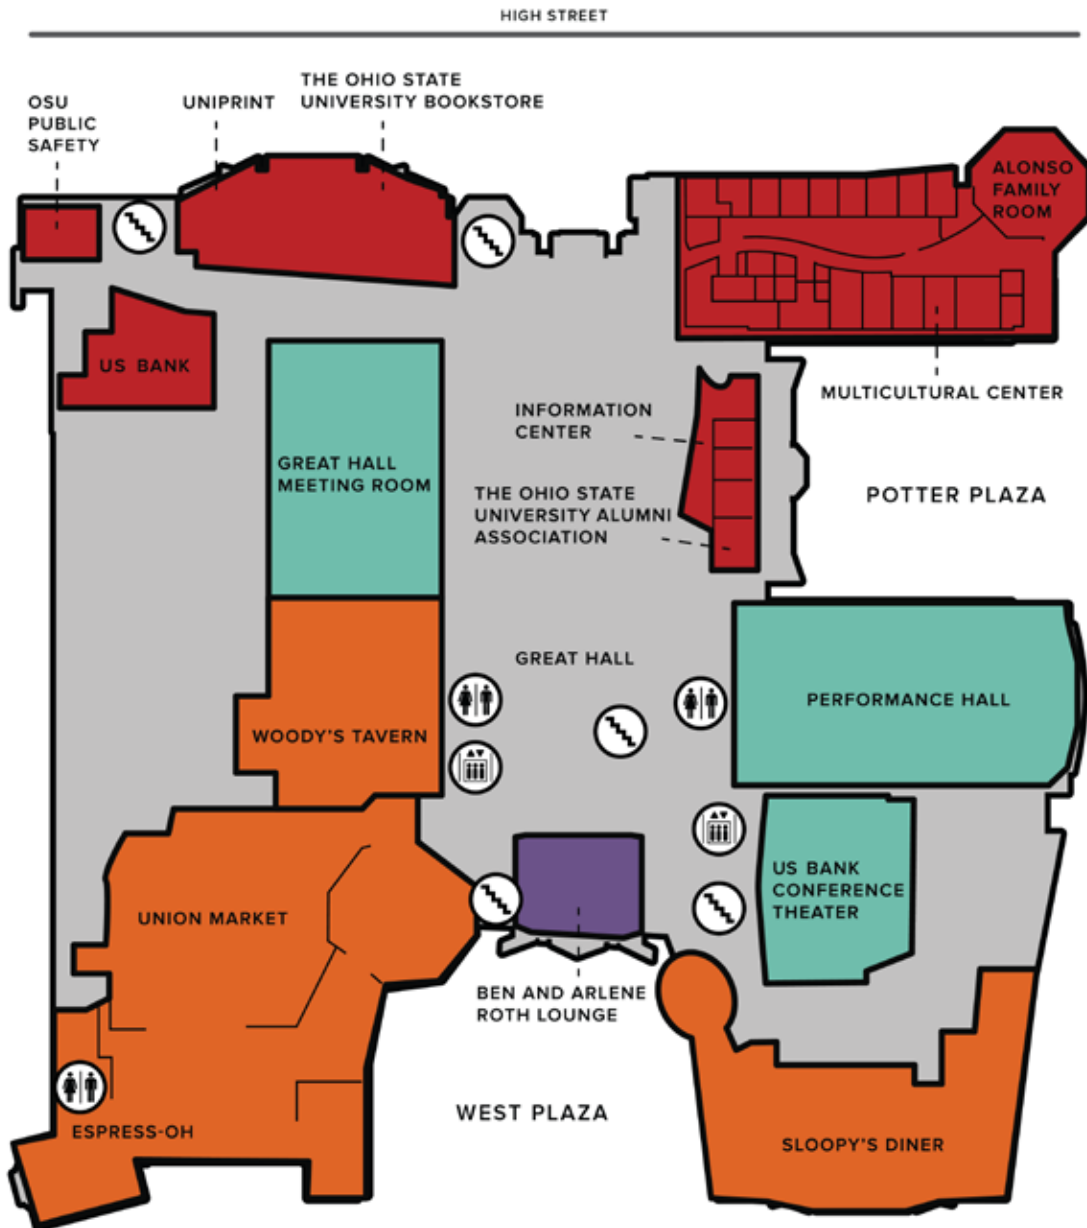 HIGH STREET
OSU
PUBLIC
SAFETY
UNIPRINT
THE OHIO STATE
UNIVERSITY BOOKSTORE
ALONSO
FAMILY
ROOM
US BANK
MULTICULTURAL CENTER
INFORMATION
CENTER
GREAT HALL
MEETING ROOM
THE OHIO STATE
UNIVERSITY ALUMNI
ASSOCIATION
POTTER PLAZA
GREAT HALL
PERFORMANCE HALL
WOODY'S TAVERN
US BANK
CONFERENCE
THEATER
UNION MARKET
BEN AND ARLENE
ROTH LOUNGE
WEST PLAZA
ESPRESS-OH
SLOOPY'S DINER